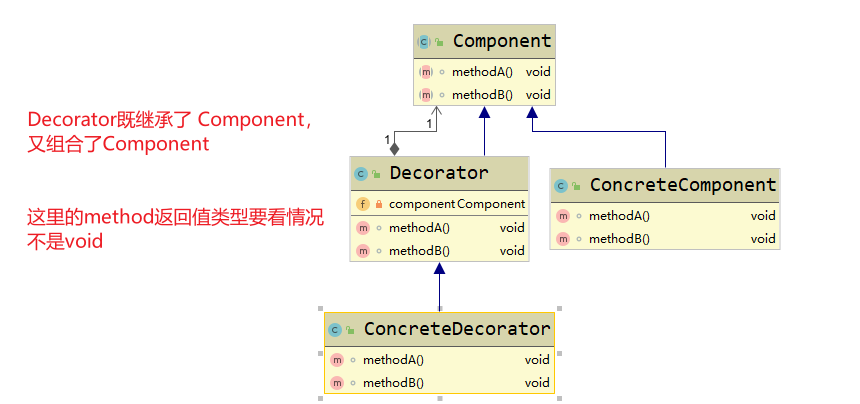 Component
methodA() void
methodB() void
Decorator既继承了 Component，
又组合了Component
1
1
Decorator
component Component
methodA() void
methodB() void
ConcreteComponent
methodA() void
methodB() void
这里的method返回值类型要看情况
不是void
ConcreteDecorator
methodA() void
methodB() void